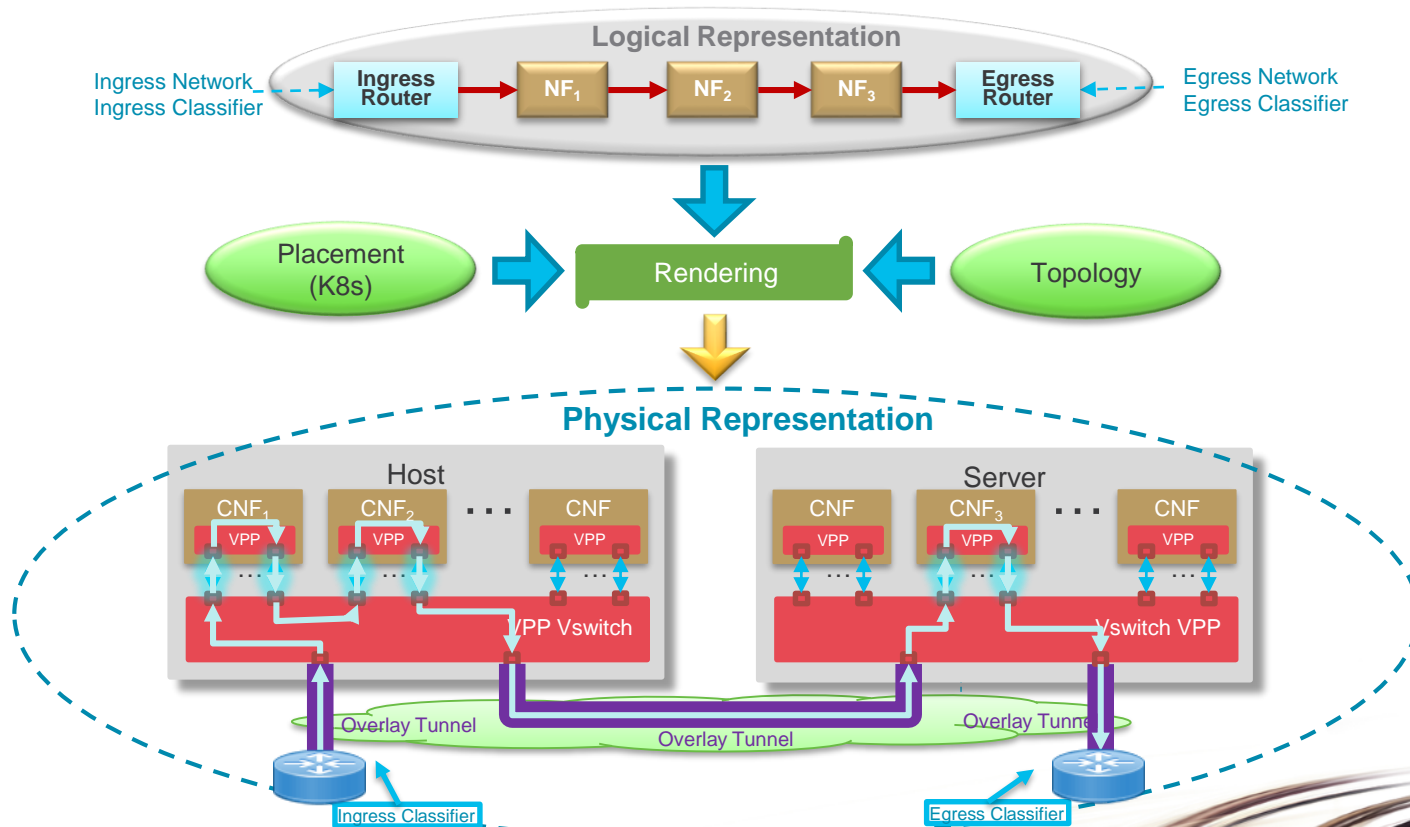 Logical Representation
Ingress Network
Ingress Classifier
Ingress
Router
NF1
NF2
NF3
Egress
Router
Egress Network
Egress Classifier
Placement
(K8s)
Rendering
Topology
Physical Representation
Host
CNF1
VPP
...
CNF2
VPP
...
. . .
CNF
VPP
...
VPP Vswitch
Server
CNF
VPP
...
CNF3
VPP
...
. . .
CNF
VPP
...
Vswitch VPP
Overlay Tunnel
Overlay Tunnel
Overlay Tunnel
Ingress Classifier
Egress Classifier